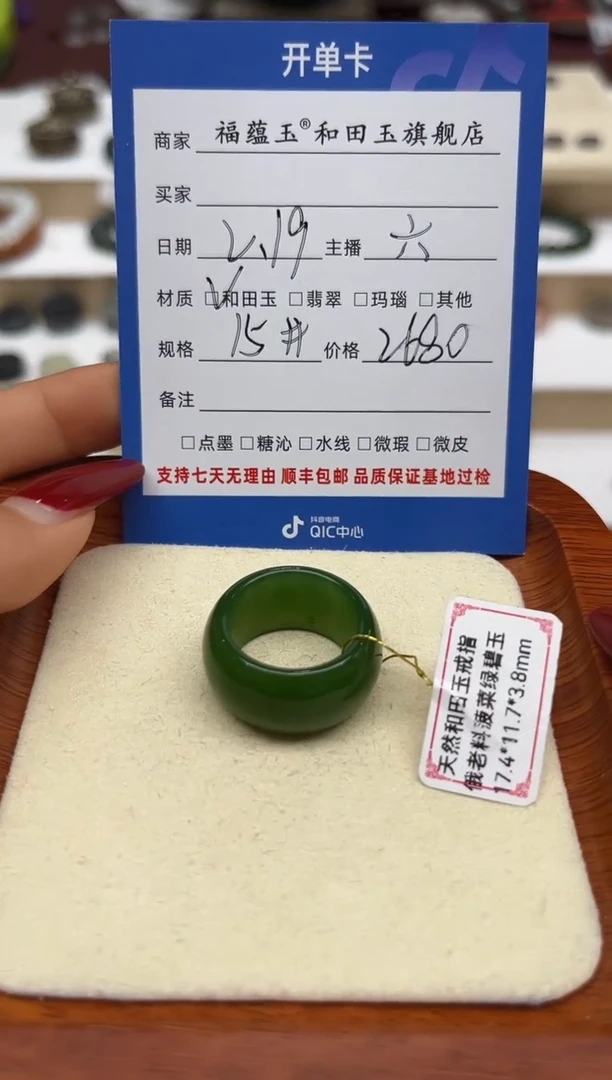 开单卡
商家 福蕴玉®和田玉旗舰店
买家
日期 2.19 主播 六
材质 ☑和田玉 □翡翠 □玛瑙 □其他
规格 15# 价格 2680
备注
□点墨 □糖沁 □水线 □微瑕 □微皮
支持七天无理由 顺丰包邮 品质保证基地过检
抖音电商
QIC中心
天然和田玉戒指
俄老料菠菜绿碧玉
17.4*11.7*3.8mm